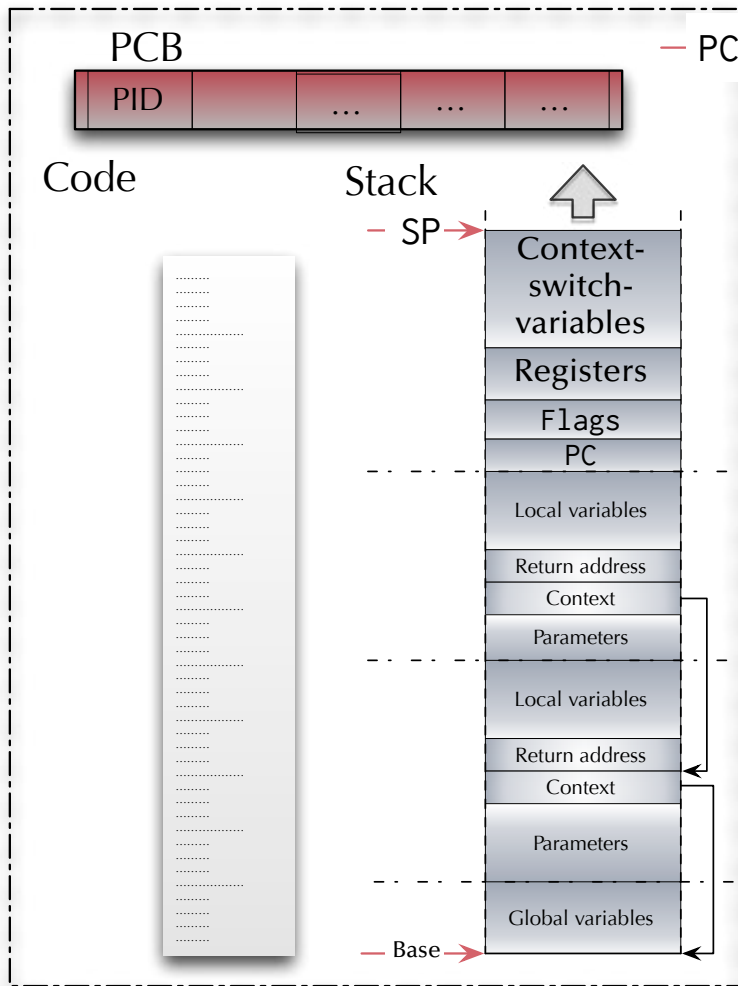 PCB
PC
PID
...
...
...
Code
Stack
SP
Context-
switch-
variables
Registers
Flags
PC
Local variables
Return address
Context
Parameters
Local variables
Return address
Context
Parameters
Global variables
Base